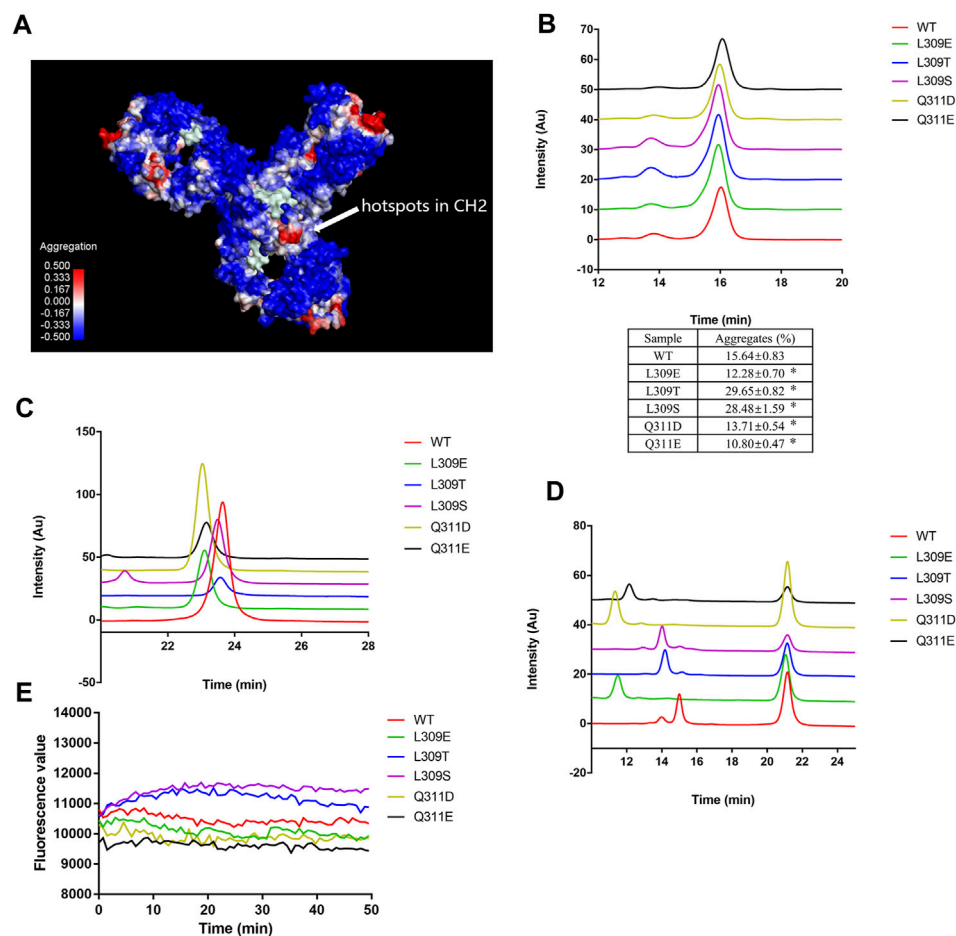 A
hotspots in CH2
Aggregation
0.500
0.333
0.167
0.000
-0.167
-0.333
-0.500
B
Intensity (Au)
70
60
50
40
30
20
10
0
-10
12 14 16 18 20
Time (min)
WT
L309E
L309T
L309S
Q311D
Q311E
Sample Aggregates (%)
WT 15.64±0.83
L309E 12.28±0.70 *
L309T 29.65±0.82 *
L309S 28.48±1.59 *
Q311D 13.71±0.54 *
Q311E 10.80±0.47 *
C
Intensity (Au)
150
100
50
0
-50
22 24 26 28
Time (min)
WT
L309E
L309T
L309S
Q311D
Q311E
D
Intensity (Au)
80
60
40
20
0
-20
12 14 16 18 20 22 24
Time (min)
WT
L309E
L309T
L309S
Q311D
Q311E
E
Fluorescence value
14000
13000
12000
11000
10000
9000
8000
0 10 20 30 40 50
Time (min)
WT
L309E
L309T
L309S
Q311D
Q311E